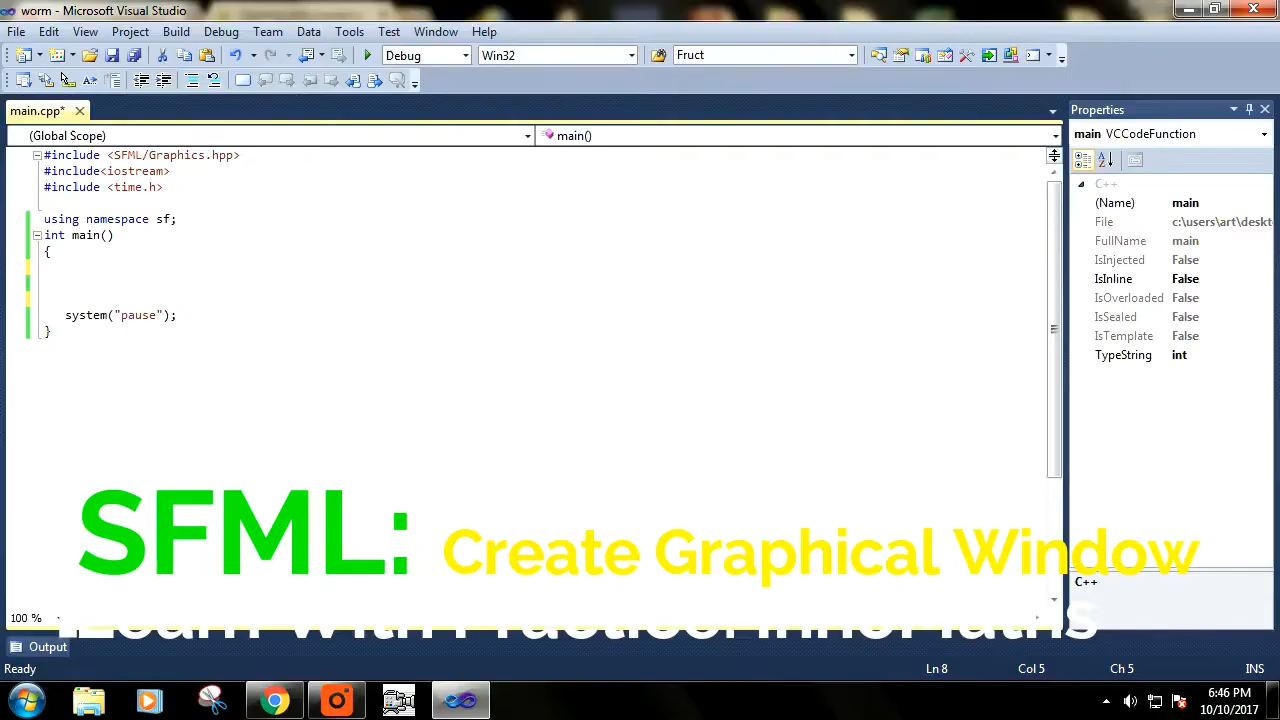 worm - Microsoft Visual Studio
File Edit View Project Build Debug Team Data Tools Test Window Help
Debug Win32 Fruct
main.cpp*
(Global Scope) main()
#include <SFML/Graphics.hpp>
#include<iostream>
#include <time.h>
using namespace sf;
int main()
{
system("pause");
}
100 %
Properties
main VCCodeFunction
C++
(Name) main
File c:\users\art\deskt
FullName main
IsInjected False
IsInline False
IsOverloaded False
IsSealed False
IsTemplate False
TypeString int
C++
SFML: Create Graphical Window
Learn With
Output
Ready Ln 8 Col 5 Ch 5 INS
6:46 PM
10/10/2017